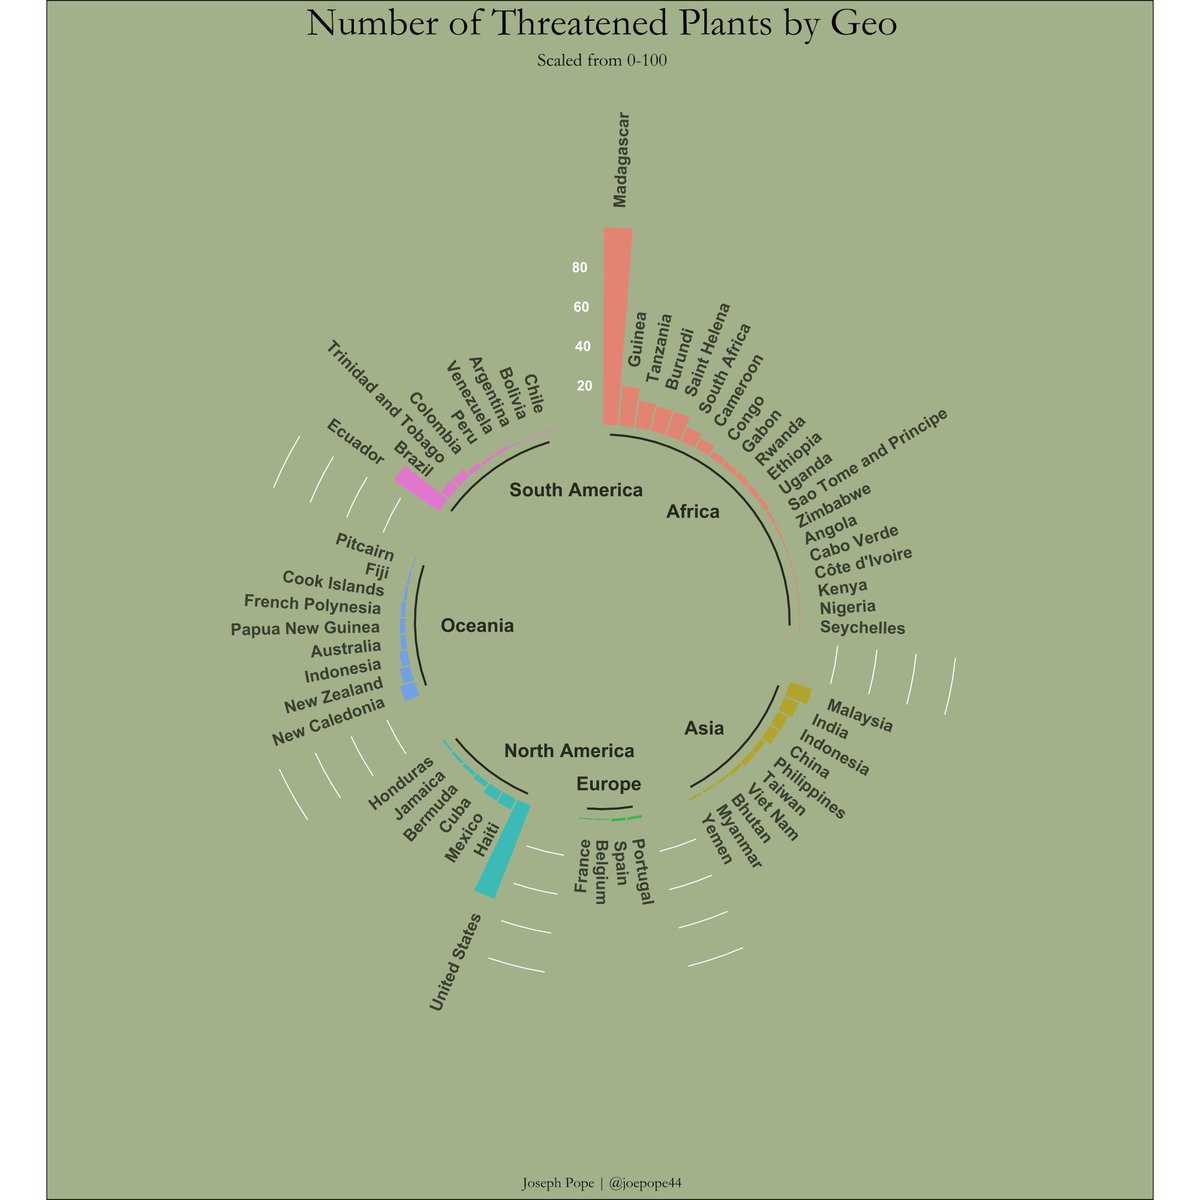 Number of Threatened Plants by Geo
Scaled from 0-100
80
60
40
20
Madagascar
Guinea
Tanzania
Burundi
Saint Helena
South Africa
Cameroon
Congo
Gabon
Rwanda
Ethiopia
Uganda
Sao Tome and Principe
Zimbabwe
Angola
Cabo Verde
Côte d'Ivoire
Kenya
Nigeria
Seychelles
Africa
Malaysia
India
Indonesia
China
Philippines
Taiwan
Viet Nam
Bhutan
Myanmar
Yemen
Asia
Portugal
Spain
Belgium
France
Europe
United States
Haiti
Mexico
Cuba
Bermuda
Jamaica
Honduras
North America
New Caledonia
New Zealand
Indonesia
Australia
Papua New Guinea
French Polynesia
Cook Islands
Fiji
Pitcairn
Oceania
Ecuador
Brazil
Trinidad and Tobago
Colombia
Peru
Venezuela
Argentina
Bolivia
Chile
South America
Joseph Pope | @joepope44